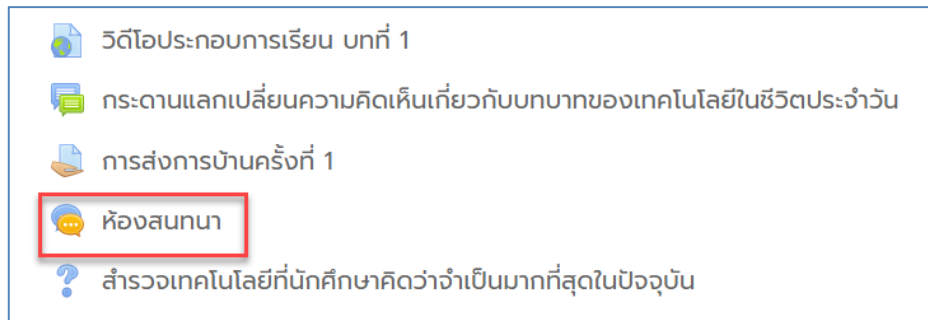 วิดีโอประกอบการเรียน บทที่ 1
กระดานแลกเปลี่ยนความคิดเห็นเกี่ยวกับบทบาทของเทคโนโลยีในชีวิตประจำวัน
การส่งการบ้านครั้งที่ 1
ห้องสนทนา
สำรวจเทคโนโลยีที่นักศึกษาคิดว่าจำเป็นมากที่สุดในปัจจุบัน